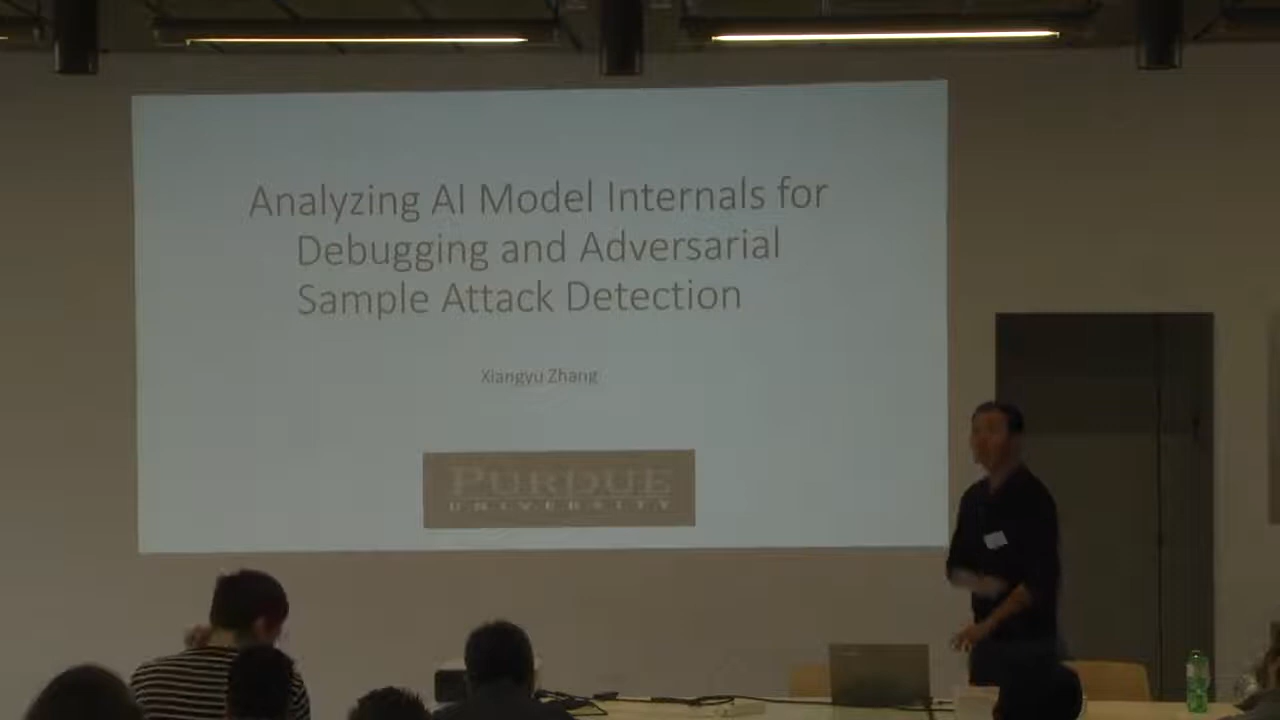 Analyzing AI Model Internals for
Debugging and Adversarial
Sample Attack Detection
Xiangyu Zhang
PURDUE
UNIVERSITY